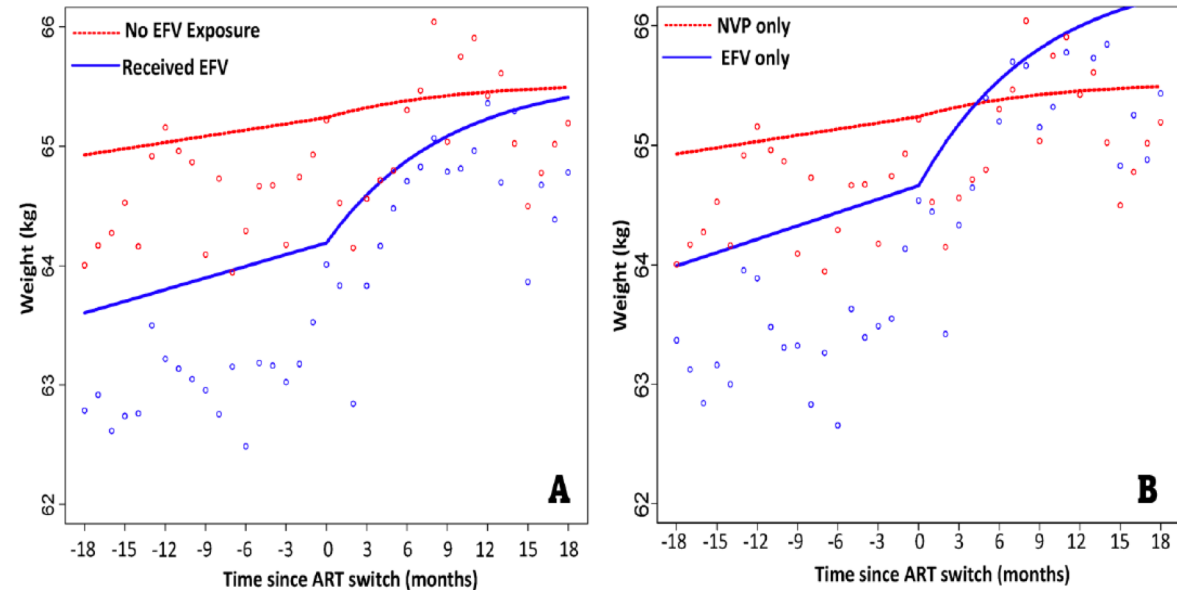 No EFV Exposure
Received EFV
Weight (kg)
66
65
64
63
62
A
-18 -15 -12 -9 -6 -3 0 3 6 9 12 15 18
Time since ART switch (months)
NVP only
EFV only
Weight (kg)
66
65
64
63
62
B
-18 -15 -12 -9 -6 -3 0 3 6 9 12 15 18
Time since ART switch (months)